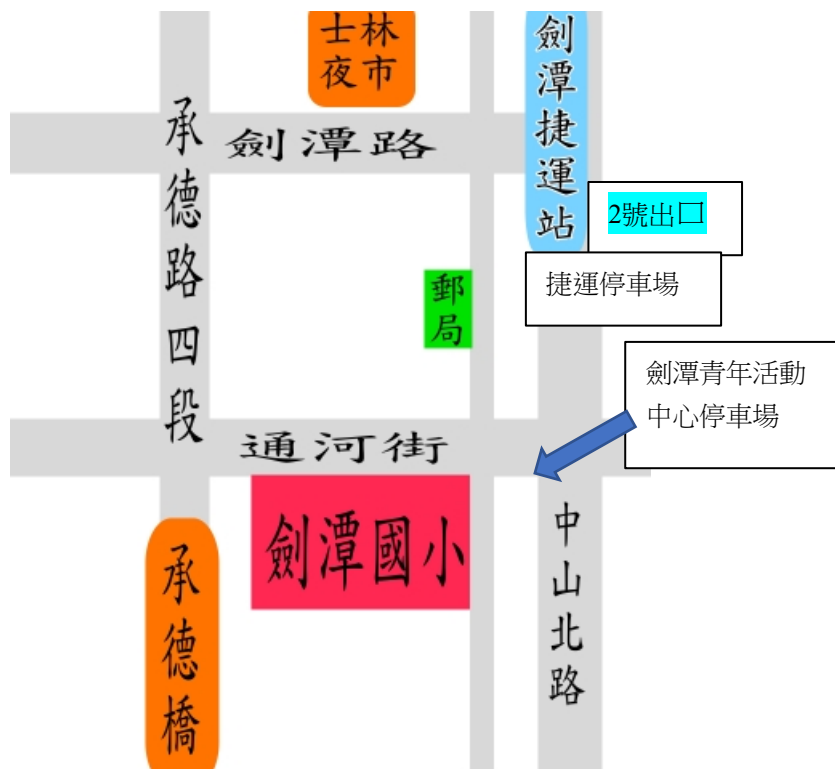 士林
夜市
劍潭捷運站
承德路四段
劍潭路
2號出口
捷運停車場
郵局
劍潭青年活動
中心停車場
通河街
劍潭國小
中山北路
承德橋